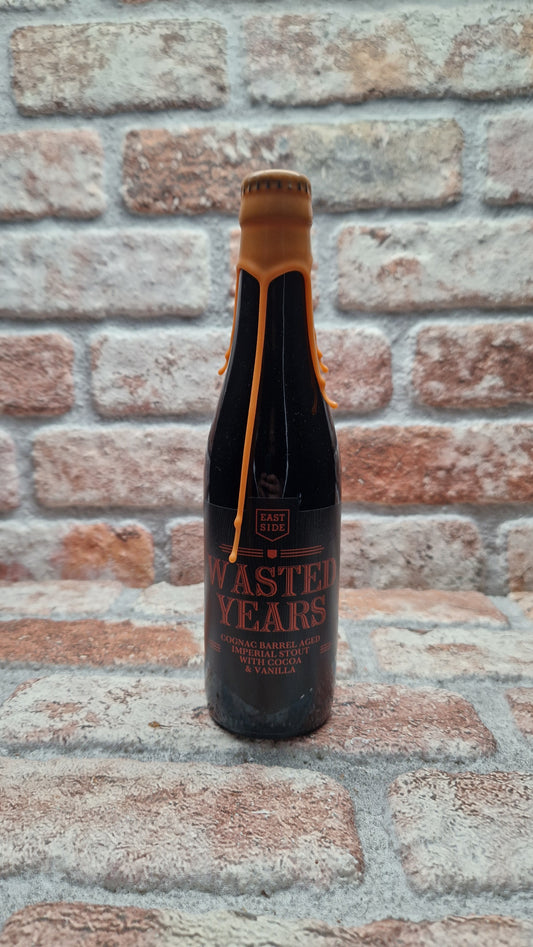 EAST
SIDE
WASTED
YEARS
COGNAC BARREL AGED
IMPERIAL STOUT
WITH COCOA
& VANILLA